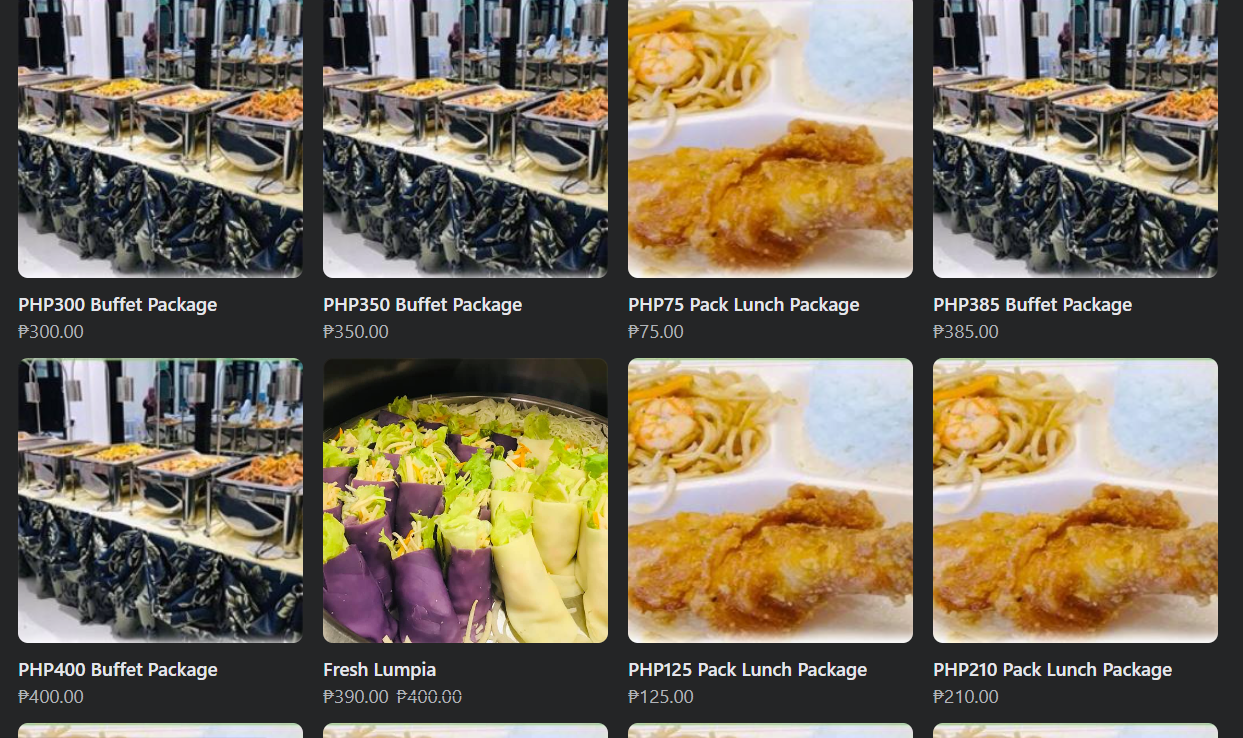 PHP300 Buffet Package
₱300.00
PHP350 Buffet Package
₱350.00
PHP75 Pack Lunch Package
₱75.00
PHP385 Buffet Package
₱385.00
PHP400 Buffet Package
₱400.00
Fresh Lumpia
₱390.00 ₱400.00
PHP125 Pack Lunch Package
₱125.00
PHP210 Pack Lunch Package
₱210.00